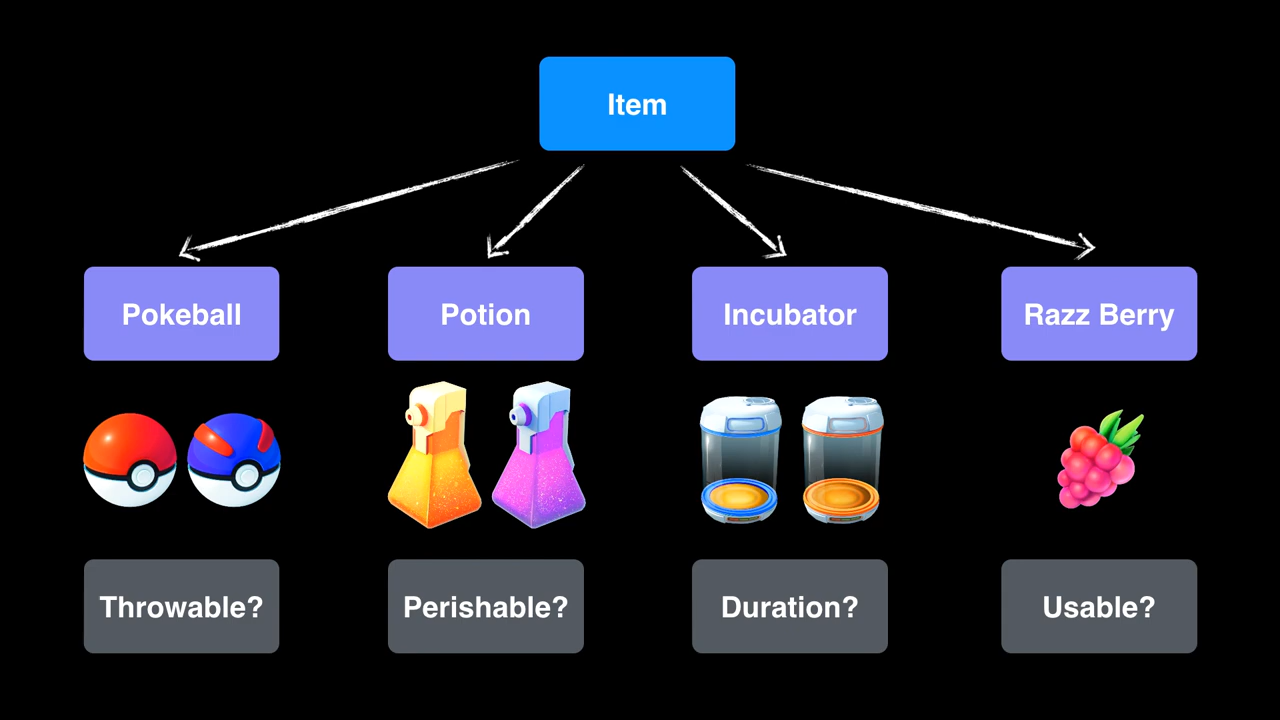 Item
Pokeball
Potion
Incubator
Razz Berry
Throwable?
Perishable?
Duration?
Usable?